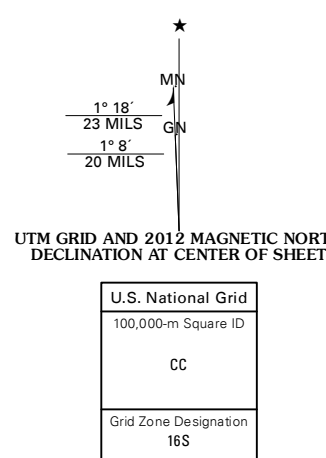 ★
MN
1° 18´
23 MILS
GN
1° 8´
20 MILS
UTM GRID AND 2012 MAGNETIC NORT
DECLINATION AT CENTER OF SHEET
U.S. National Grid
100,000-m Square ID
CC
Grid Zone Designation
16S